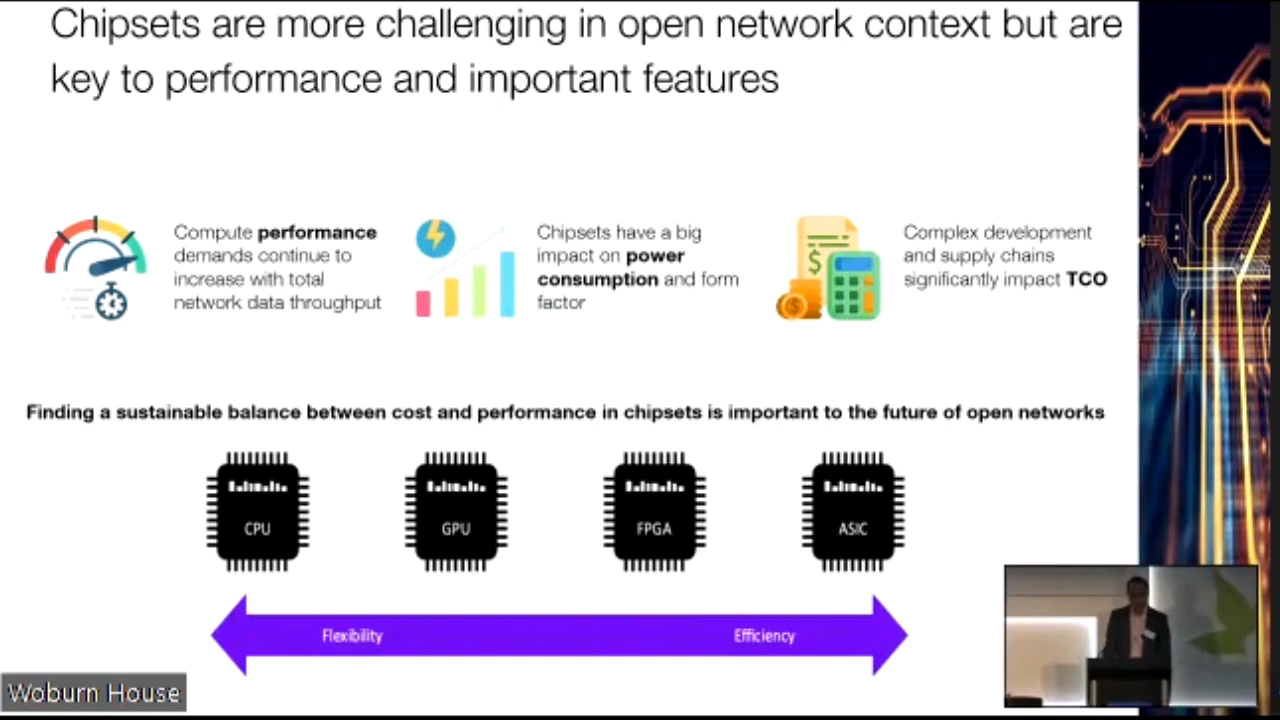 Chipsets are more challenging in open network context but are
key to performance and important features
Compute performance
demands continue to
increase with total
network data throughput
Chipsets have a big
impact on power
consumption and form
factor
Complex development
and supply chains
significantly impact TCO
Finding a sustainable balance between cost and performance in chipsets is important to the future of open networks
CPU
GPU
FPGA
ASIC
Flexibility
Efficiency
Woburn House